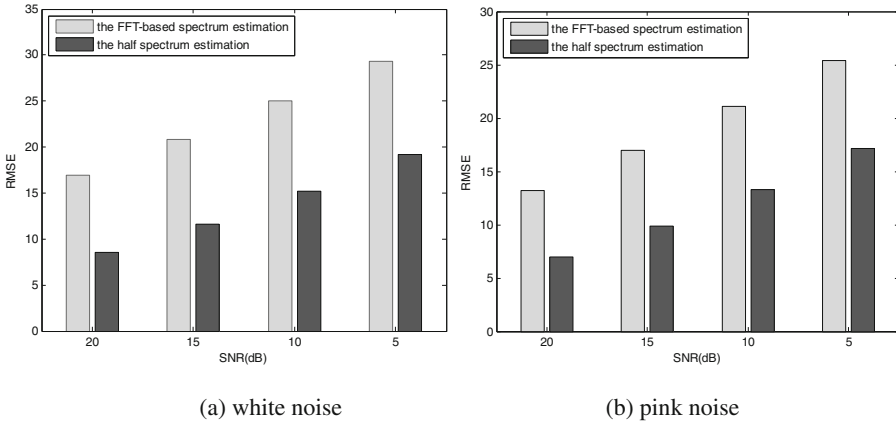 the FFT-based spectrum estimation
the half spectrum estimation
35
30
25
20
15
10
5
0
RMSE
20 15 10 5
SNR(dB)
(a) white noise
the FFT-based spectrum estimation
the half spectrum estimation
30
25
20
15
10
5
0
RMSE
20 15 10 5
SNR(dB)
(b) pink noise